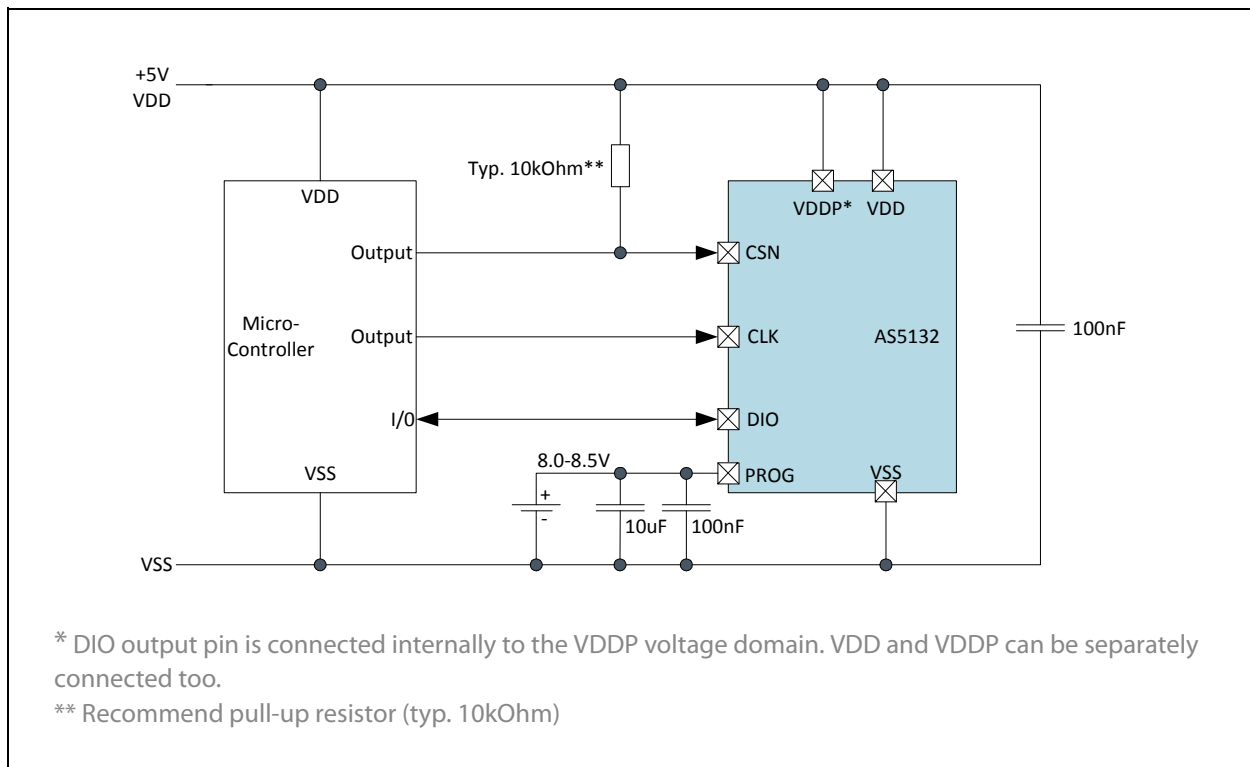 +5V
VDD
Typ. 10kOhm**
VDD
VDDP* VDD
Output
CSN
Micro-
Controller
Output
CLK
AS5132
100nF
I/0
DIO
8.0-8.5V
VSS
PROG
VSS
+
-
10uF
100nF
VSS
* DIO output pin is connected internally to the VDDP voltage domain. VDD and VDDP can be separately
connected too.
** Recommend pull-up resistor (typ. 10kOhm)